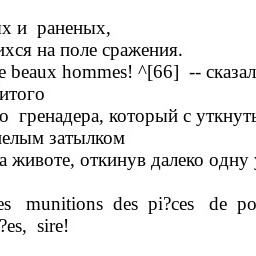 х и раненых,
ихся на поле сражения.
e beaux hommes! ^[66] -- сказал
итого
о гренадера, который с уткнуть
елым затылком
а животе, откинув далеко одну
es munitions des pi?ces de po
?es, sire!